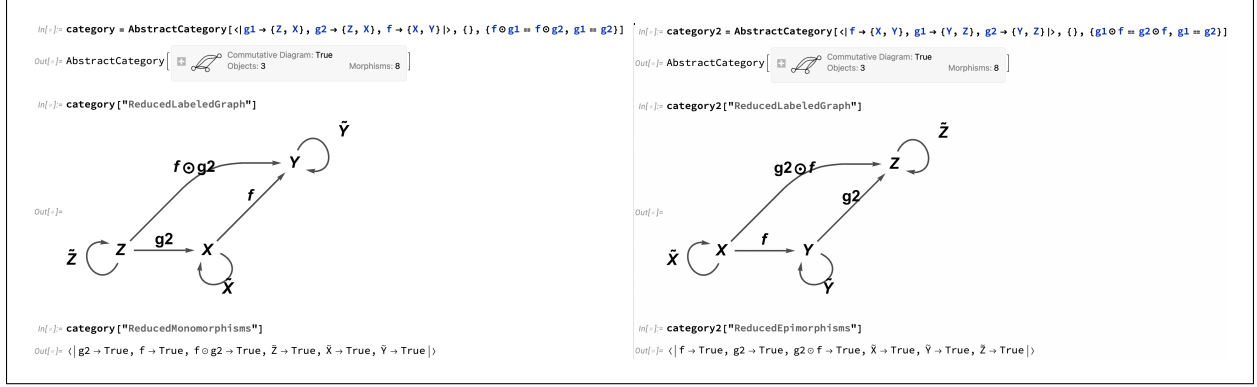 In[∘]:= category = AbstractCategory[<|g1 → {Z, X}, g2 → {Z, X}, f → {X, Y}|>, {}, {f⊙g1 == f⊙g2, g1 == g2}]
Out[∘]= AbstractCategory[
Commutative Diagram: True
Objects: 3 Morphisms: 8
]
In[∘]:= category["ReducedLabeledGraph"]
Ỹ
f⊙g2
Y
f
Out[∘]=
Z̃
Z
g2
X
X̃
In[∘]:= category["ReducedMonomorphisms"]
Out[∘]= <|g2 → True, f → True, f⊙g2 → True, Z̃ → True, X̃ → True, Ỹ → True|>
In[∘]:= category2 = AbstractCategory[<|f → {X, Y}, g1 → {Y, Z}, g2 → {Y, Z}|>, {}, {g1⊙f == g2⊙f, g1 == g2}]
Out[∘]= AbstractCategory[
Commutative Diagram: True
Objects: 3 Morphisms: 8
]
In[∘]:= category2["ReducedLabeledGraph"]
Z̃
g2⊙f
Z
g2
Out[∘]=
X̃
X
f
Y
Ỹ
In[∘]:= category2["ReducedEpimorphisms"]
Out[∘]= <|f → True, g2 → True, g2⊙f → True, X̃ → True, Ỹ → True, Z̃ → True|>